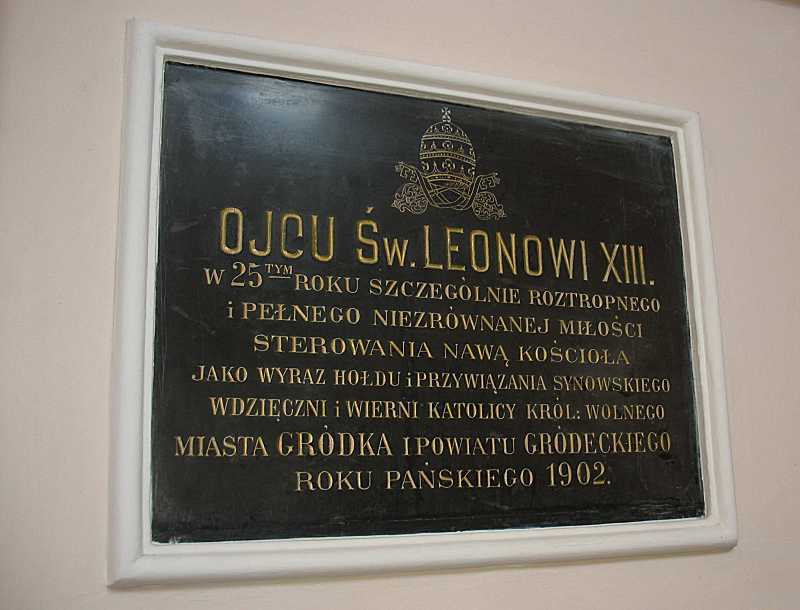 OJCU ŚW. LEONOWI XIII.
W 25TYM ROKU SZCZEGÓLNIE ROZTROPNEGO
i PEŁNEGO NIEZRÓWNANEJ MIŁOŚCI
STEROWANIA NAWĄ KOŚCIOŁA
JAKO WYRAZ HOŁDU i PRZYWIĄZANIA SYNOWSKIEGO
WDZIĘCZNI i WIERNI KATOLICY KRÓL: WOLNEGO
MIASTA GRÓDKA I POWIATU GRÓDECKIEGO
ROKU PAŃSKIEGO 1902.